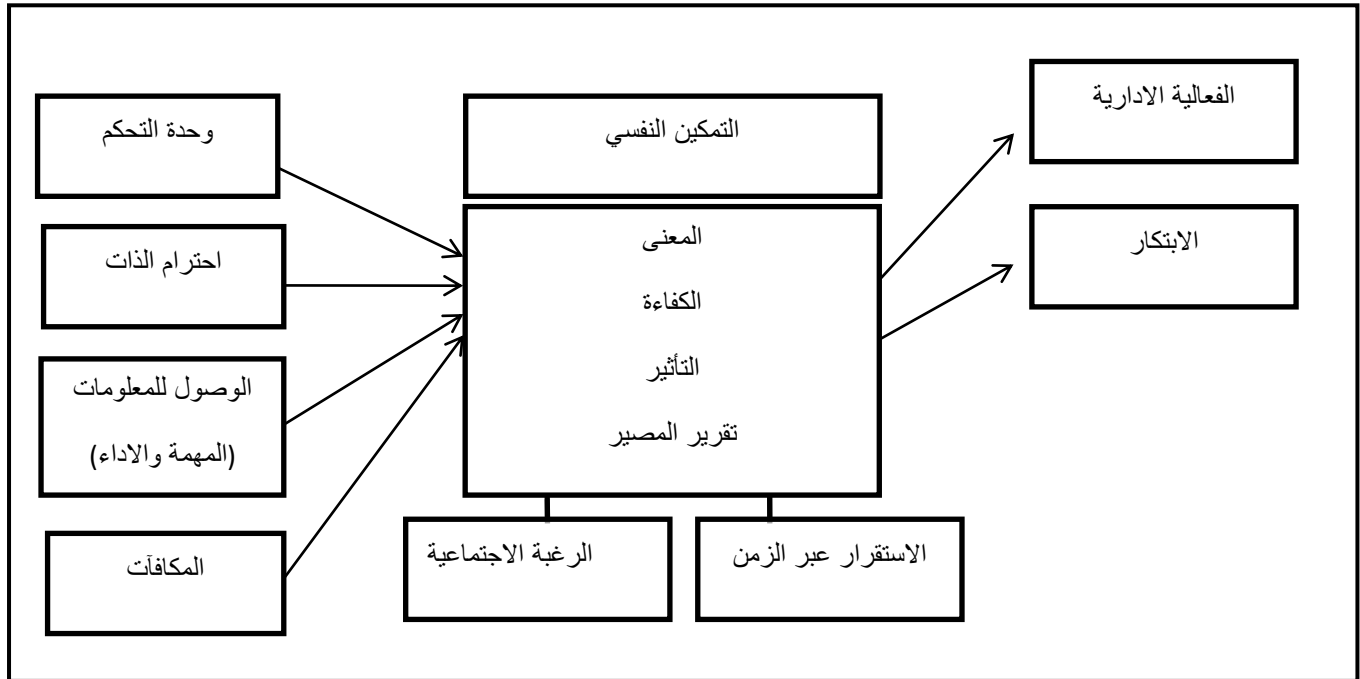 وحدة التحكم
احترام الذات
الوصول للمعلومات
(المهمة والاداء)
المكافآت
التمكين النفسي
المعنى
الكفاءة
التأثير
تقرير المصير
الرغبة الاجتماعية
الاستقرار عبر الزمن
الفعالية الادارية
الابتكار